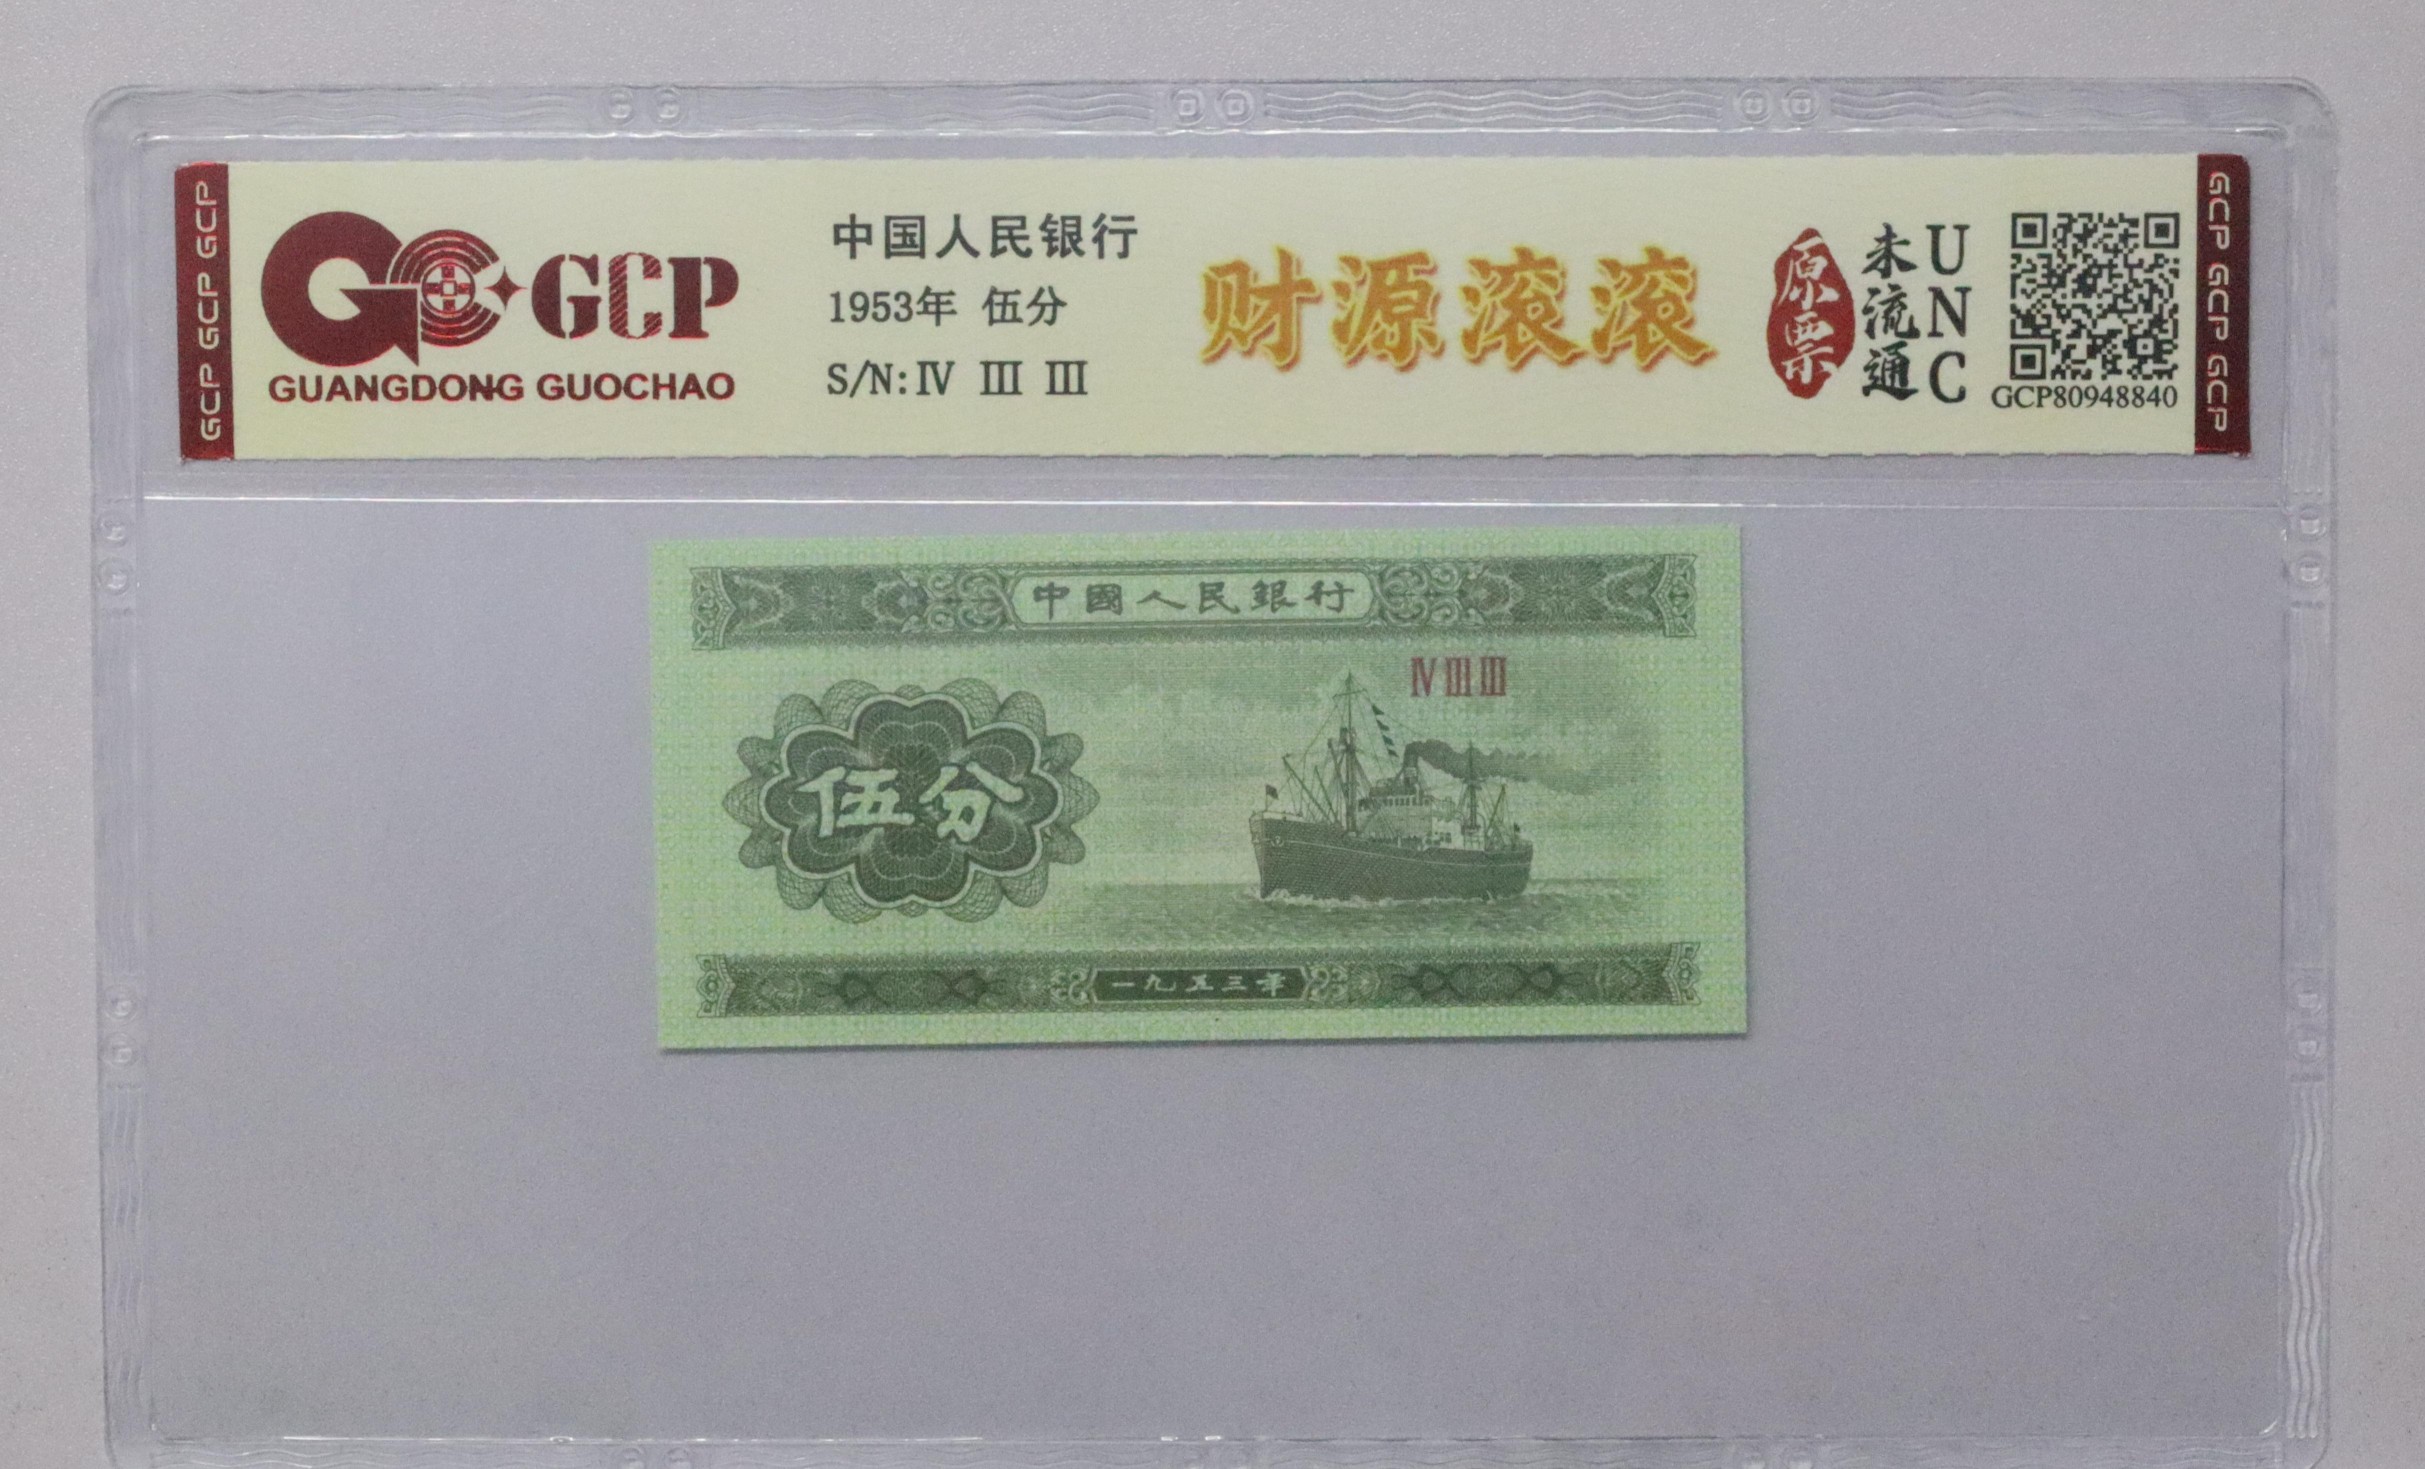 GCP GCP GCP
GCP
GUANGDONG GUOCHAO
中国人民银行
1953年 伍分
S/N: IV III III
财源滚滚
原票
未流通
UNC
GCP80948840
GCP GCP GCP
中國人民銀行
IV III III
伍分
一九五三年